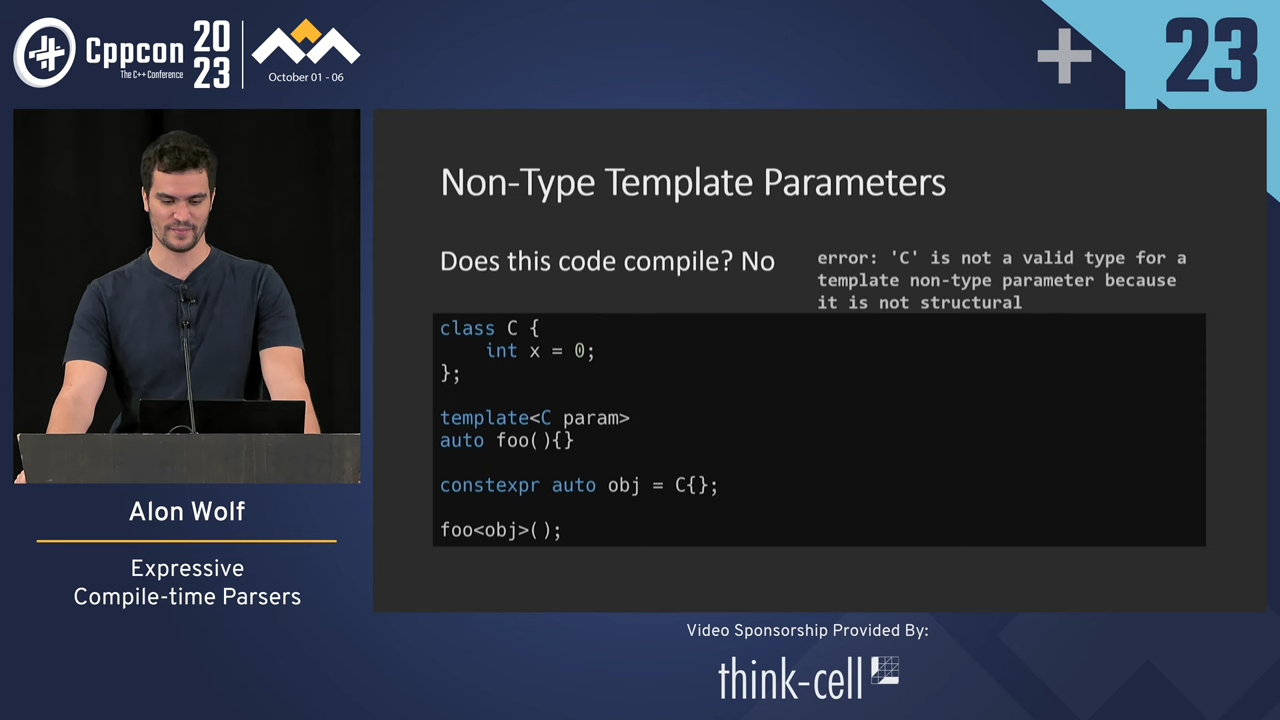 Cppcon
The C++ Conference
20
23
October 01 - 06
23
Non-Type Template Parameters
Does this code compile? No
error: 'C' is not a valid type for a
template non-type parameter because
it is not structural
class C {
    int x = 0;
};
template<C param>
auto foo(){}
constexpr auto obj = C{};
foo<obj>();
Alon Wolf
Expressive
Compile-time Parsers
Video Sponsorship Provided By:
think-cell